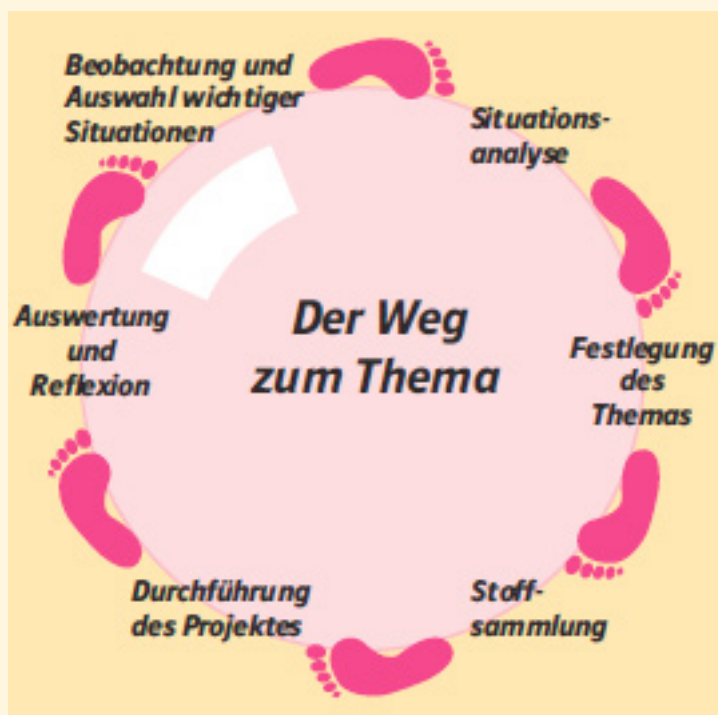 Beobachtung und
Auswahl wichtiger
Situationen
Situations-
analyse
Festlegung
des
Themas
Stoff-
sammlung
Durchführung
des Projektes
Auswertung
und
Reflexion
Der Weg
zum Thema